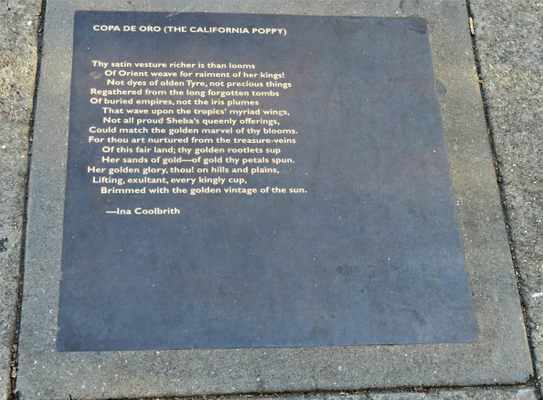 COPA DE ORO (THE CALIFORNIA POPPY)
Thy satin vesture richer is than looms
Of Orient weave for raiment of her kings!
Not dyes of olden Tyre, not precious things
Regathered from the long forgotten tombs
Of buried empires, not the iris plumes
That wave upon the tropics' myriad wings,
Not all proud Sheba's queenly offerings,
Could match the golden marvel of thy blooms.
For thou art nurtured from the treasure-veins
Of this fair land; thy golden rootlets sup
Her sands of gold—of gold thy petals spun.
Her golden glory, thou! on hills and plains,
Lifting, exultant, every kingly cup,
Brimmed with the golden vintage of the sun.
—Ina Coolbrith